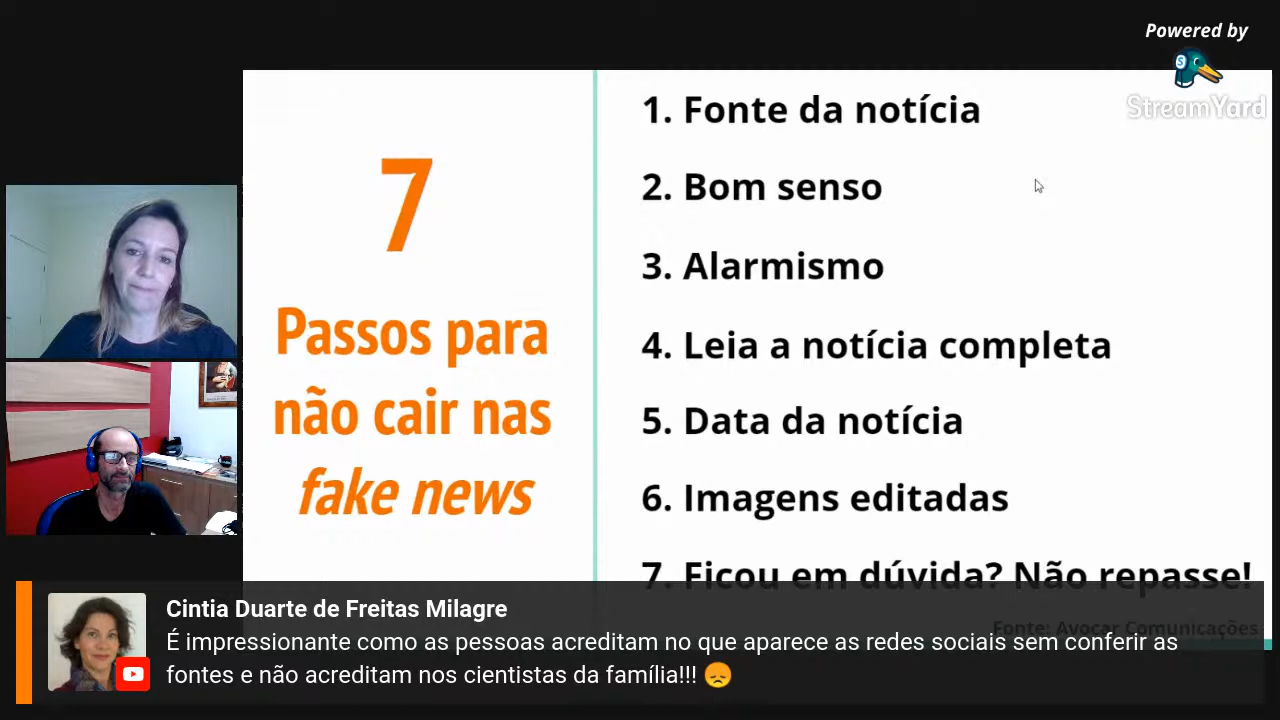 Powered by
StreamYard
7
Passos para
não cair nas
fake news
1. Fonte da notícia
2. Bom senso
3. Alarmismo
4. Leia a notícia completa
5. Data da notícia
6. Imagens editadas
7. Ficou em dúvida? Não repasse!
Fonte: Avocar Comunicações
Cintia Duarte de Freitas Milagre
É impressionante como as pessoas acreditam no que aparece as redes sociais sem conferir as
fontes e não acreditam nos cientistas da família!!! 😞